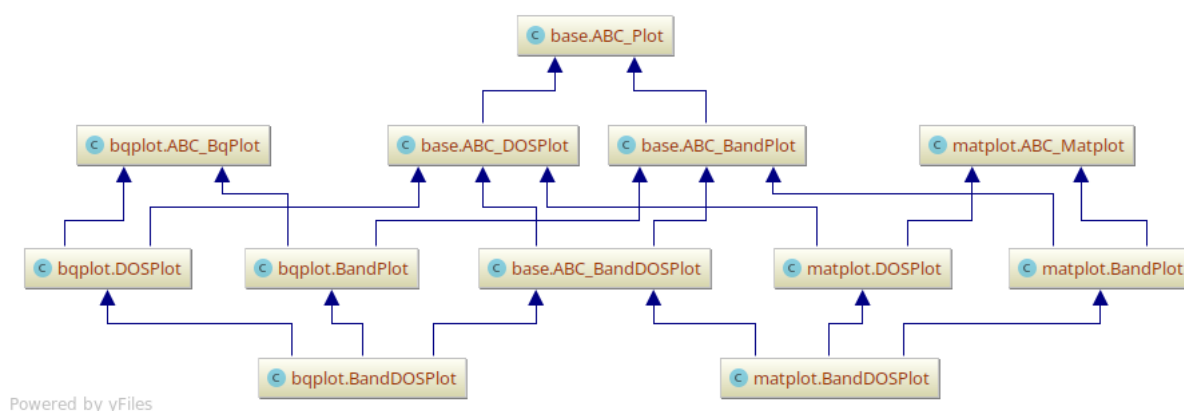 C base.ABC_Plot
C bqplot.ABC_BqPlot
C base.ABC_DOSPlot
C base.ABC_BandPlot
C matplot.ABC_Matplot
C bqplot.DOSPlot
C bqplot.BandPlot
C base.ABC_BandDOSPlot
C matplot.DOSPlot
C matplot.BandPlot
C bqplot.BandDOSPlot
C matplot.BandDOSPlot
Powered by yFiles